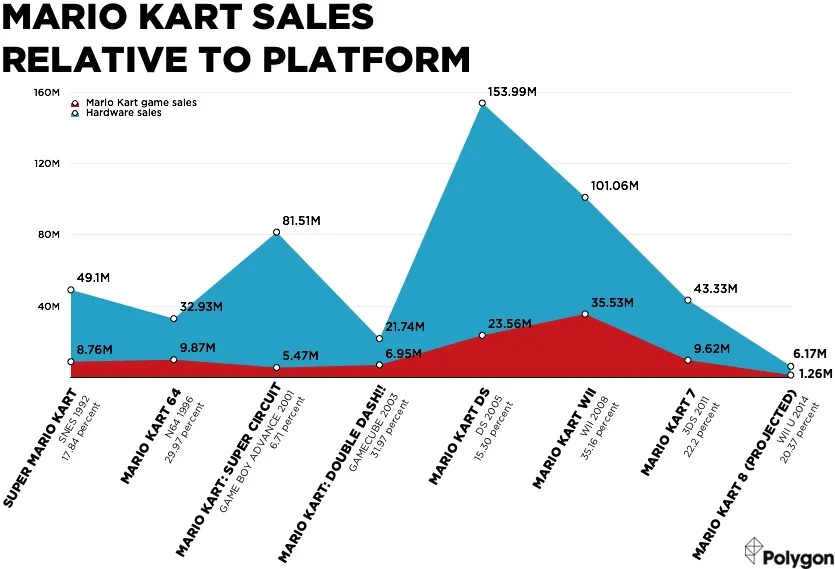 MARIO KART SALES
RELATIVE TO PLATFORM
160M
120M
80M
40M
Mario Kart game sales
Hardware sales
49.1M
32.93M
81.51M
21.74M
153.99M
101.06M
43.33M
6.17M
8.76M
9.87M
5.47M
6.95M
23.56M
35.53M
9.62M
1.26M
SUPER MARIO KART
SNES 1992
17.84 percent
MARIO KART 64
N64 1996
29.97 percent
MARIO KART: SUPER CIRCUIT
GAME BOY ADVANCE 2001
6.71 percent
MARIO KART: DOUBLE DASH!!
GAMECUBE 2003
31.97 percent
MARIO KART DS
DS 2005
15.30 percent
MARIO KART WII
WII 2008
35.16 percent
MARIO KART 7
3DS 2011
22.2 percent
MARIO KART 8 (PROJECTED)
WII U 2014
20.37 percent
Polygon